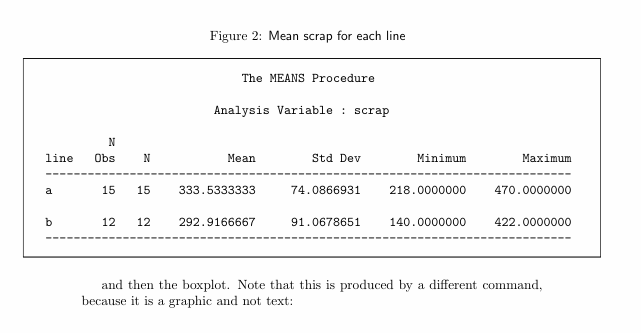 Figure 2: Mean scrap for each line
The MEANS Procedure
Analysis Variable : scrap
N
line Obs N Mean Std Dev Minimum Maximum
--------------------------------------------------------------------------
a 15 15 333.5333333 74.0866931 218.0000000 470.0000000
b 12 12 292.9166667 91.0678651 140.0000000 422.0000000
--------------------------------------------------------------------------
and then the boxplot. Note that this is produced by a different command,
because it is a graphic and not text: